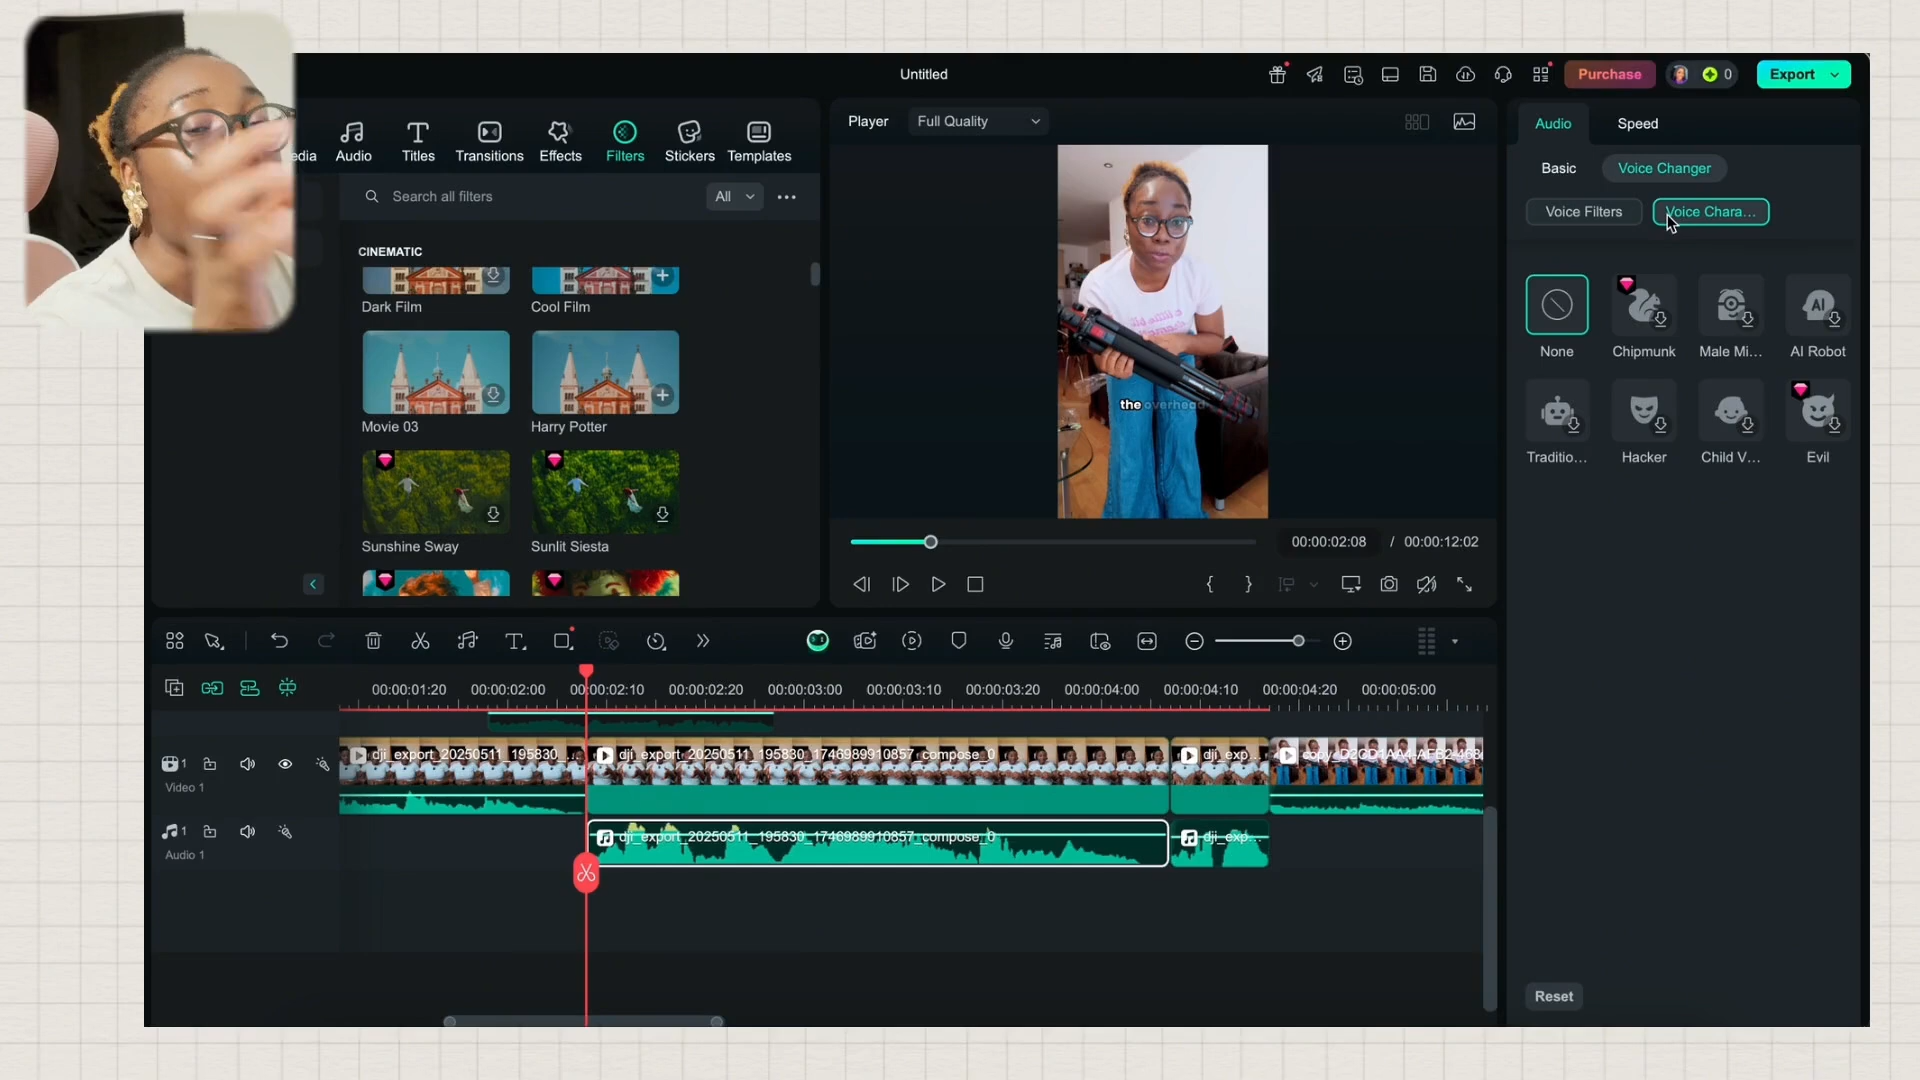 Untitled
Purchase
0
Export
edia
Audio
Titles
Transitions
Effects
Filters
Stickers
Templates
Search all filters
All
CINEMATIC
Dark Film
Cool Film
Movie 03
Harry Potter
Sunshine Sway
Sunlit Siesta
Player
Full Quality
the overhead
00:00:02:08 / 00:00:12:02
Audio
Speed
Basic
Voice Changer
Voice Filters
Voice Chara...
None
Chipmunk
Male Mi...
AI
AI Robot
Traditio...
Hacker
Child V...
Evil
Reset
00:00:01:20
00:00:02:00
00:00:02:10
00:00:02:20
00:00:03:00
00:00:03:10
00:00:03:20
00:00:04:00
00:00:04:10
00:00:04:20
00:00:05:00
1
Video 1
dji_export_20250511_195830_...
dji_export_20250511_195830_1746989910857_compose_0
dji_exp...
1
Audio 1
dji_export_20250511_195830_1746989910857_compose_0
dji_exp...